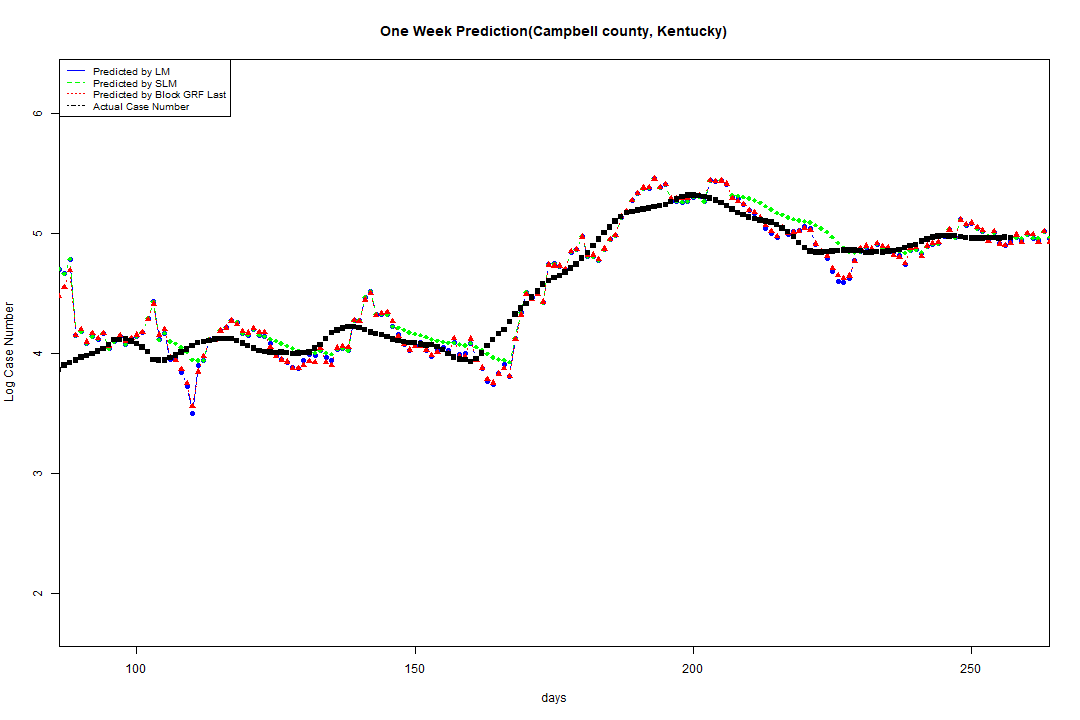 One Week Prediction(Campbell county, Kentucky)
Predicted by LM
Predicted by SLM
Predicted by Block GRF Last
Actual Case Number
6
5
4
3
2
Log Case Number
100 150 200 250
days